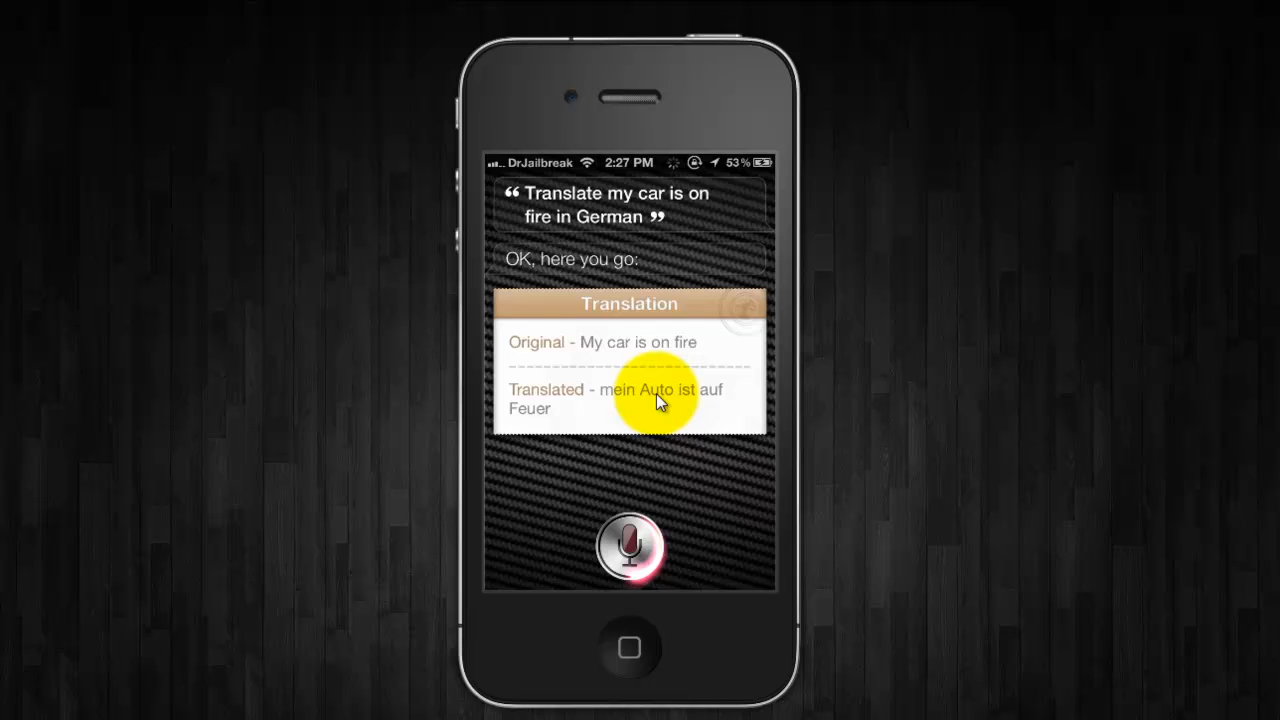 DrJailbreak 2:27 PM 53%
“ Translate my car is on
fire in German ”
OK, here you go:
Translation
Original - My car is on fire
Translated - mein Auto ist auf
Feuer